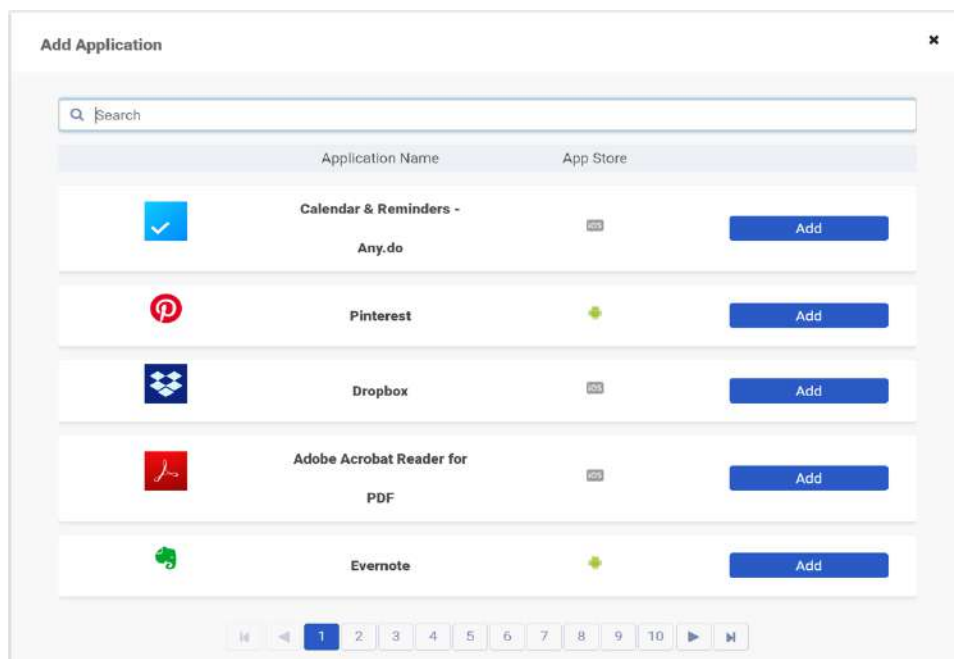 Add Application
Search
Application Name App Store
Calendar & Reminders -
Any.do
iOS
Add
Pinterest
Add
Dropbox
iOS
Add
Adobe Acrobat Reader for
PDF
iOS
Add
Evernote
Add
1 2 3 4 5 6 7 8 9 10